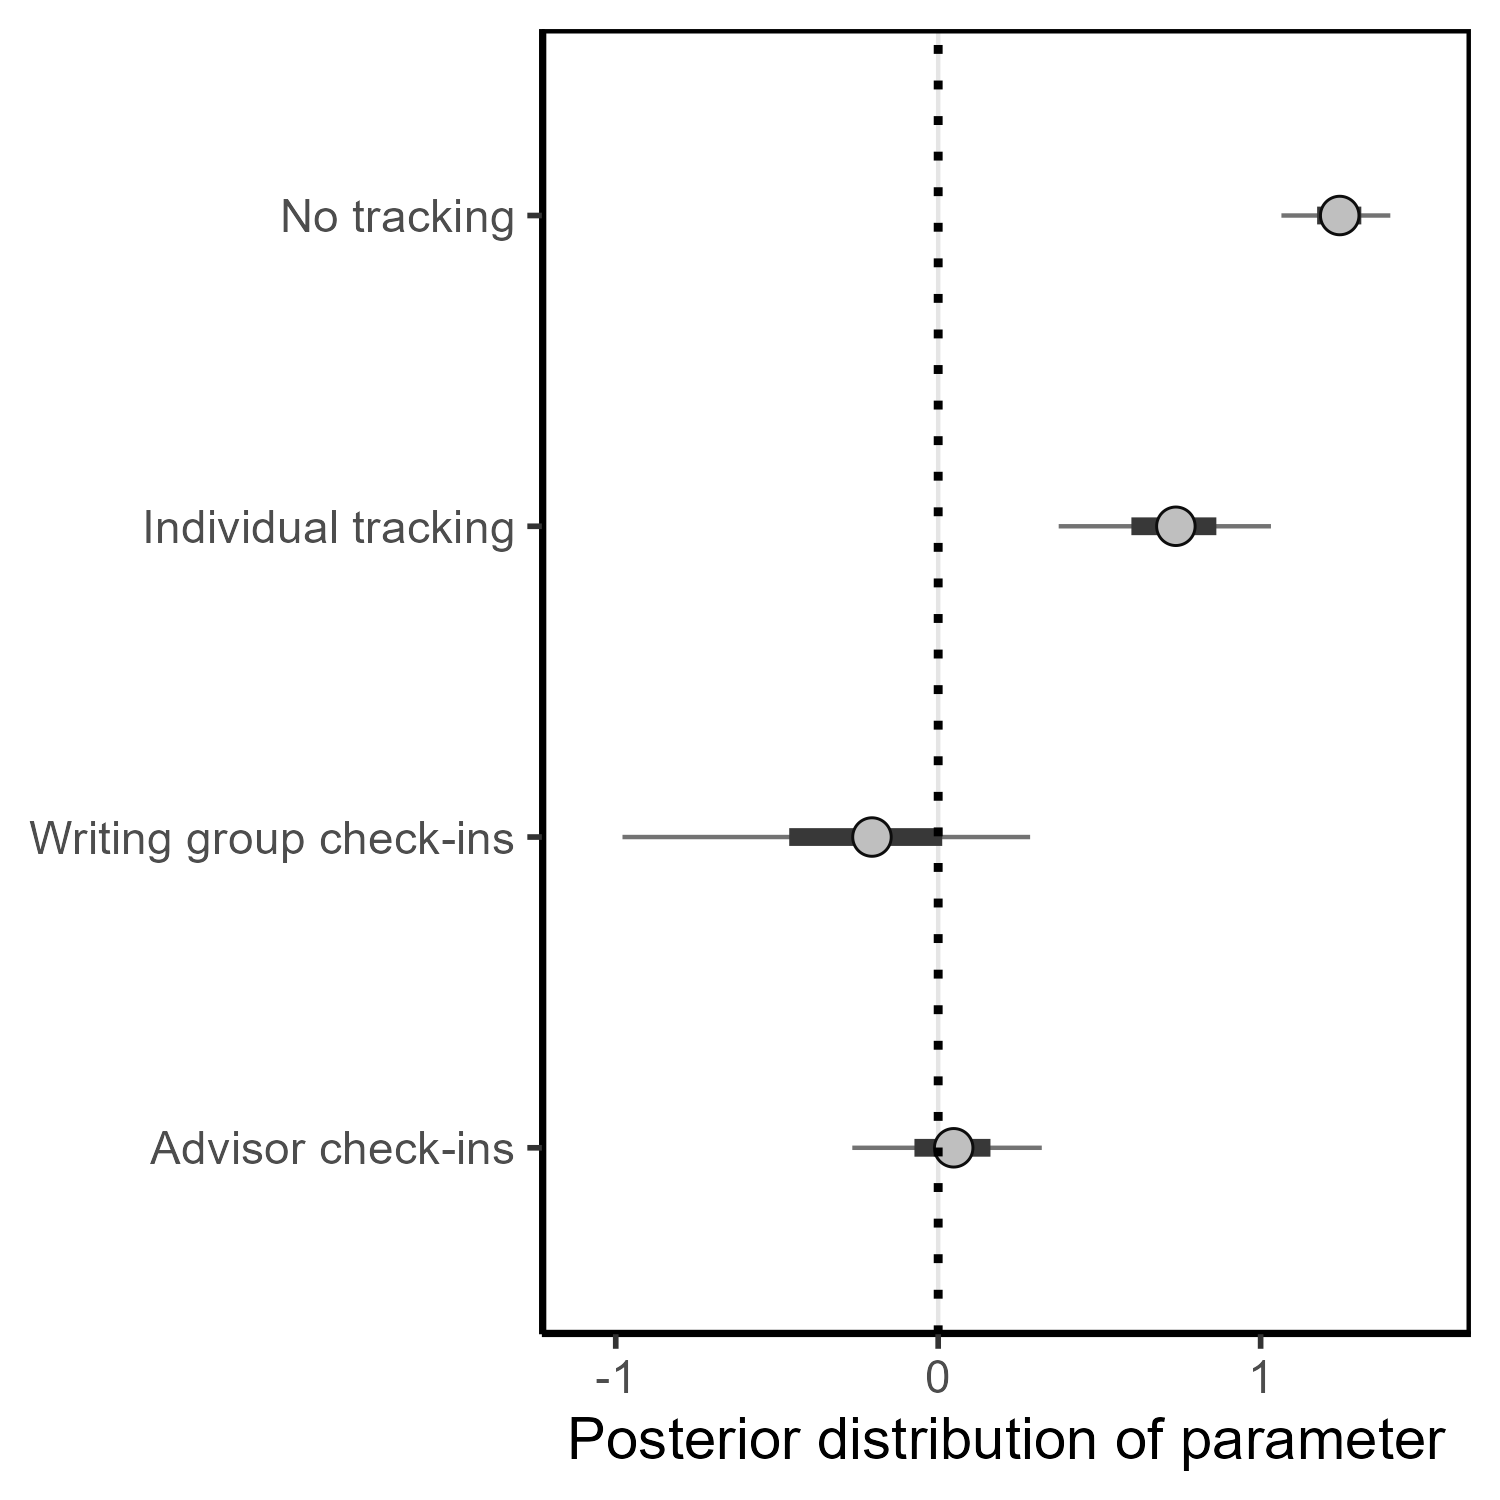 No tracking
Individual tracking
Writing group check-ins
Advisor check-ins
-1 0 1
Posterior distribution of parameter